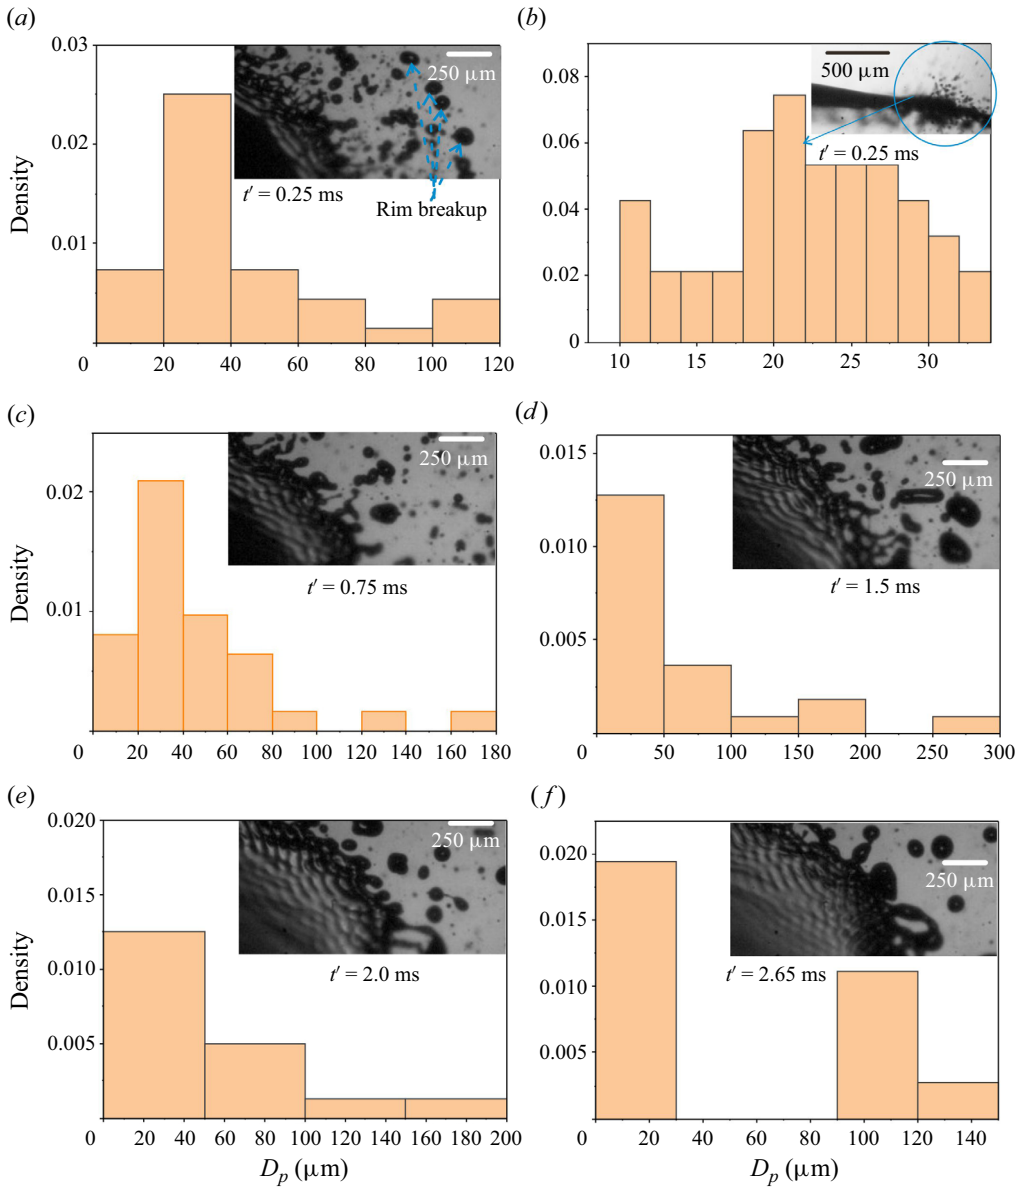 (a)
0.03
0.02
0.01
0
Density
250 μm
t′ = 0.25 ms
Rim breakup
0 20 40 60 80 100 120
(b)
0.08
0.06
0.04
0.02
0
500 μm
t′ = 0.25 ms
10 15 20 25 30
(c)
0.02
0.01
Density
250 μm
t′ = 0.75 ms
0 20 40 60 80 100 120 140 160 180
(d)
0.015
0.010
0.005
250 μm
t′ = 1.5 ms
0 50 100 150 200 250 300
(e)
0.020
0.015
0.010
0.005
Density
250 μm
t′ = 2.0 ms
0 20 40 60 80 100 120 140 160 180 200
D_p (μm)
(f)
0.020
0.015
0.010
0.005
250 μm
t′ = 2.65 ms
0 20 40 60 80 100 120 140
D_p (μm)